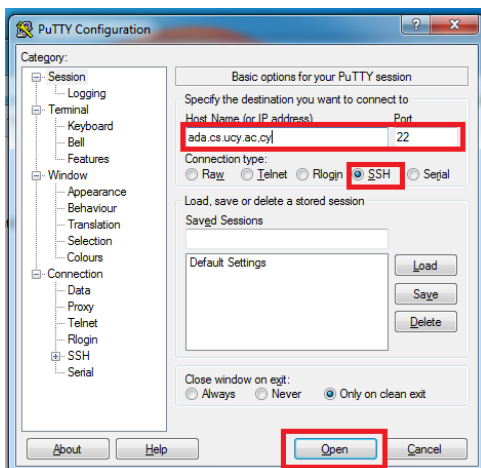 PuTTY Configuration
Category:
Session
Logging
Terminal
Keyboard
Bell
Features
Window
Appearance
Behaviour
Translation
Selection
Colours
Connection
Data
Proxy
Telnet
Rlogin
SSH
Serial
Basic options for your PuTTY session
Specify the destination you want to connect to
Host Name (or IP address) Port
ada.cs.ucy.ac,cy 22
Connection type:
Raw Telnet Rlogin SSH Serial
Load, save or delete a stored session
Saved Sessions
Default Settings
Load
Save
Delete
Close window on exit:
Always Never Only on clean exit
About Help Open Cancel